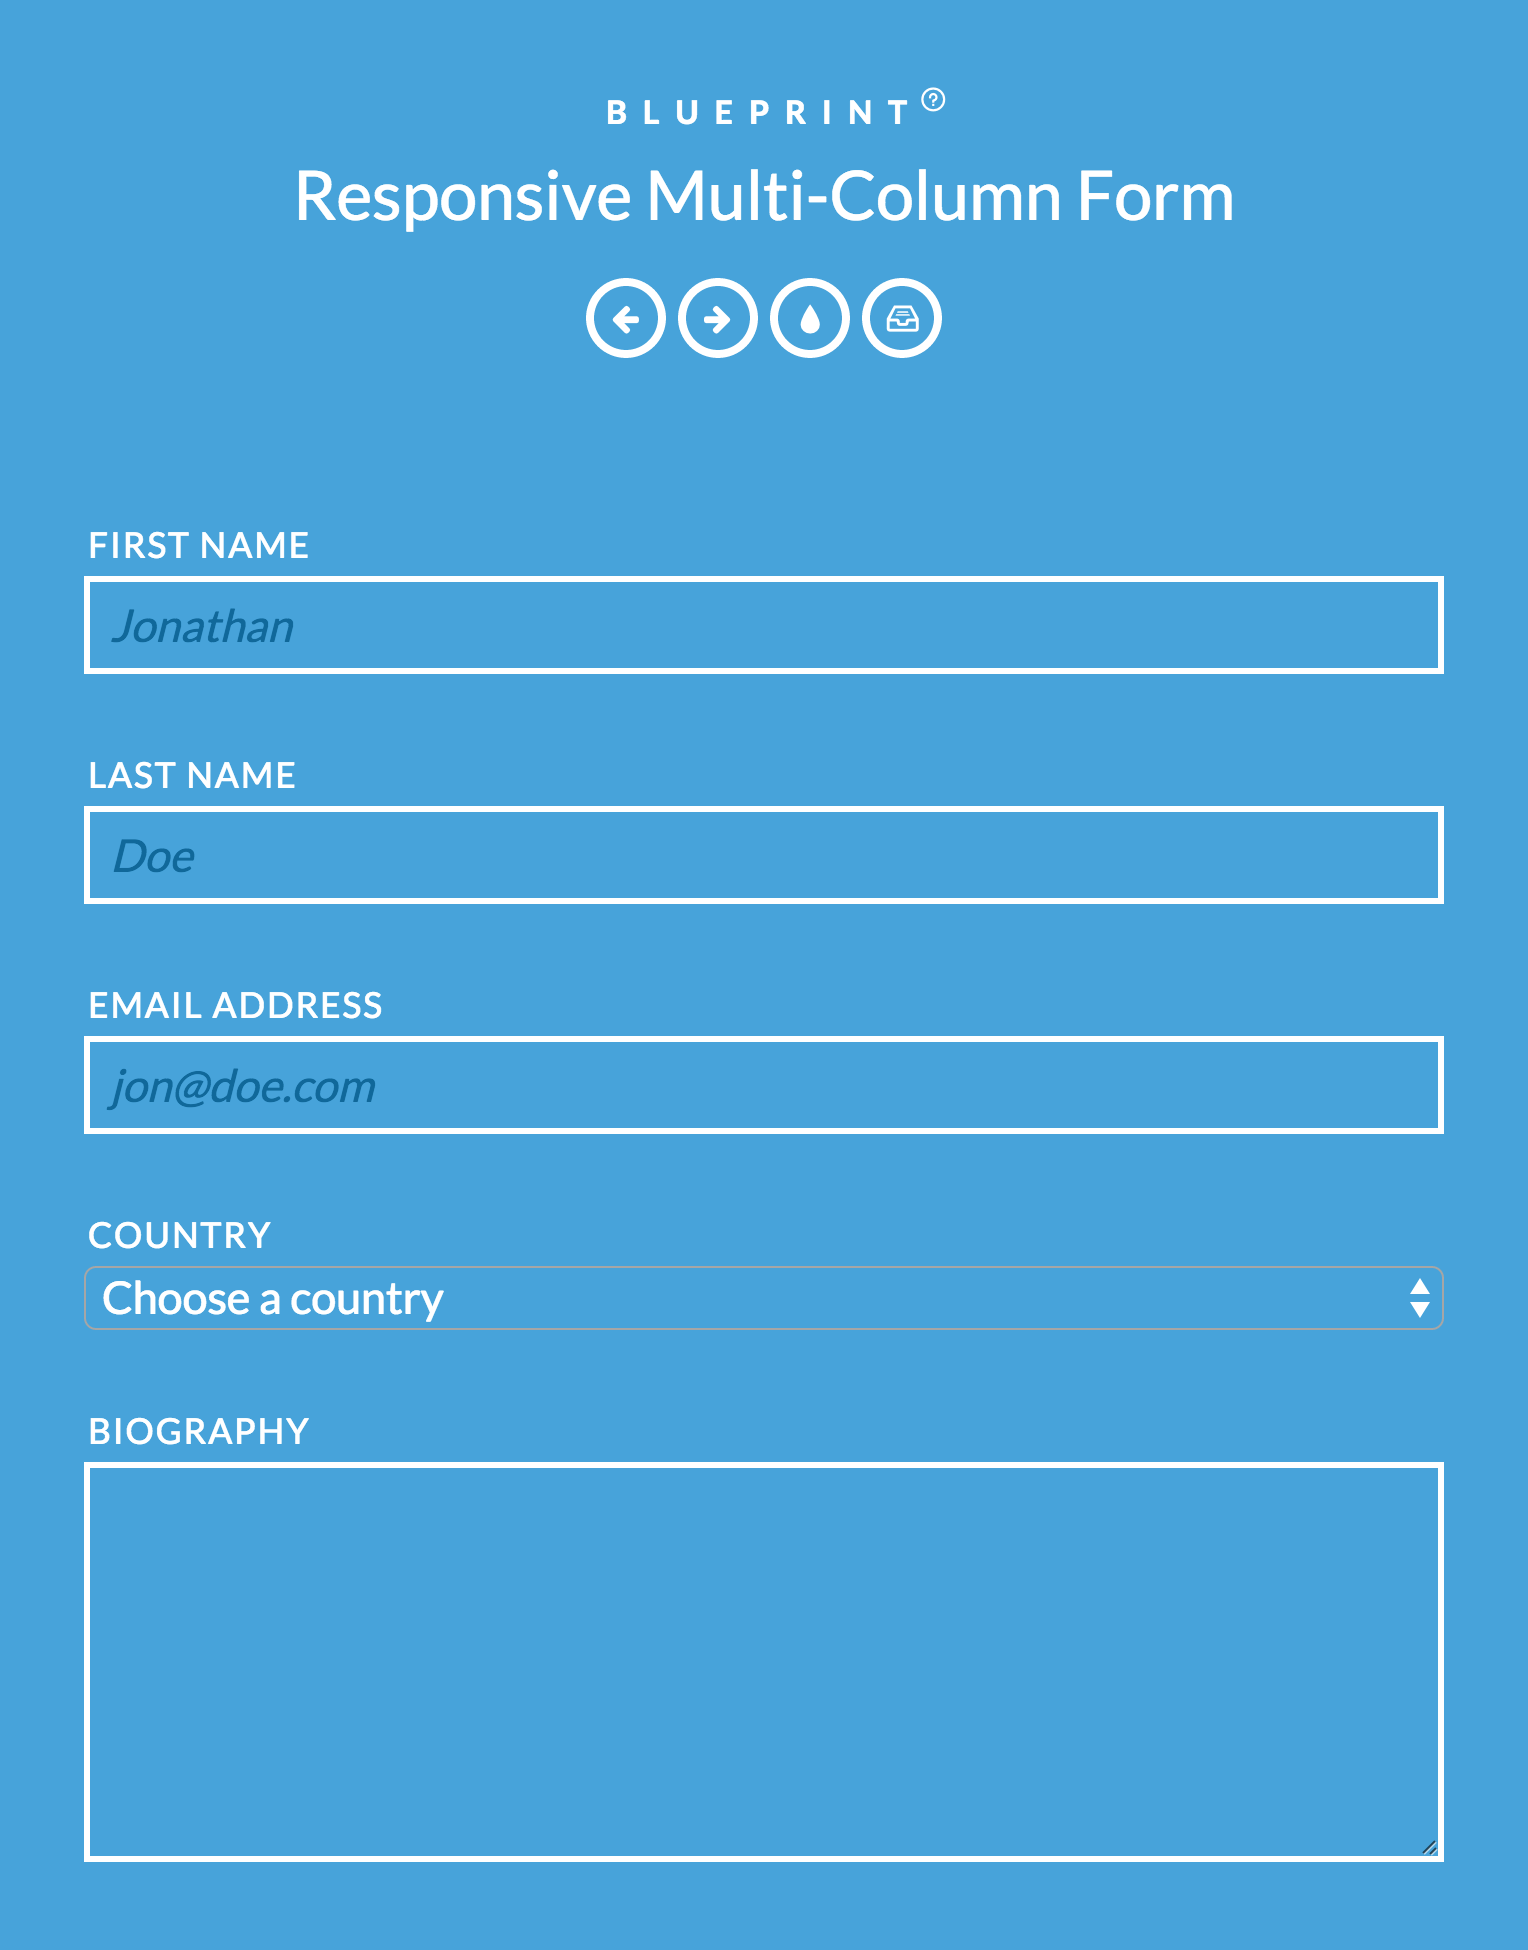 BLUEPRINT
Responsive Multi-Column Form
FIRST NAME
Jonathan
LAST NAME
Doe
EMAIL ADDRESS
jon@doe.com
COUNTRY
Choose a country
BIOGRAPHY